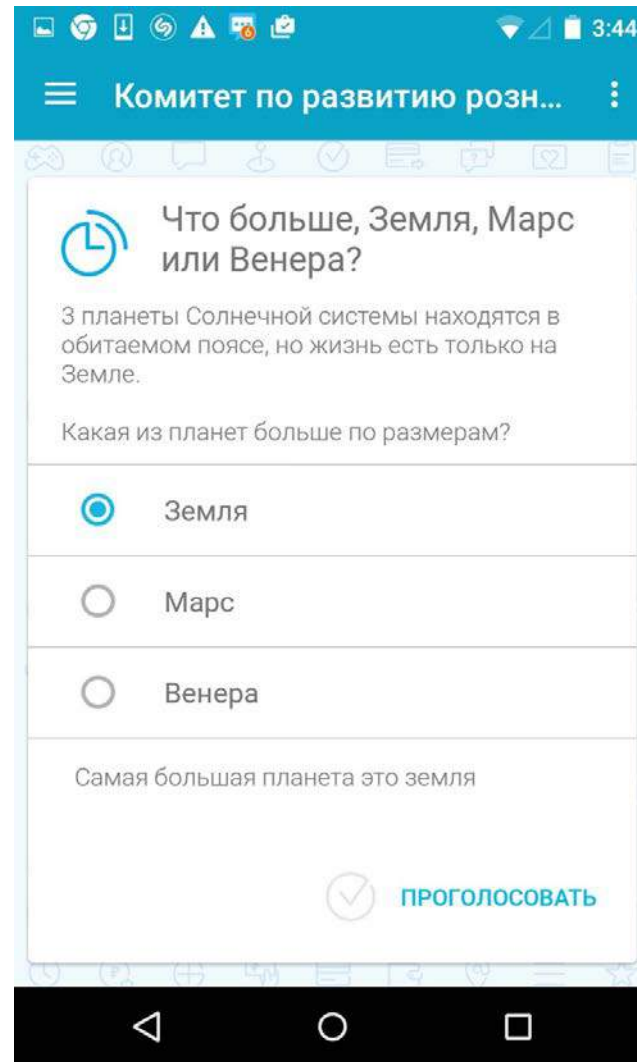 3:44
Комитет по развитию розн...
Что больше, Земля, Марс
или Венера?
3 планеты Солнечной системы находятся в
обитаемом поясе, но жизнь есть только на
Земле.
Какая из планет больше по размерам?
Земля
Марс
Венера
Самая большая планета это земля
ПРОГОЛОСОВАТЬ